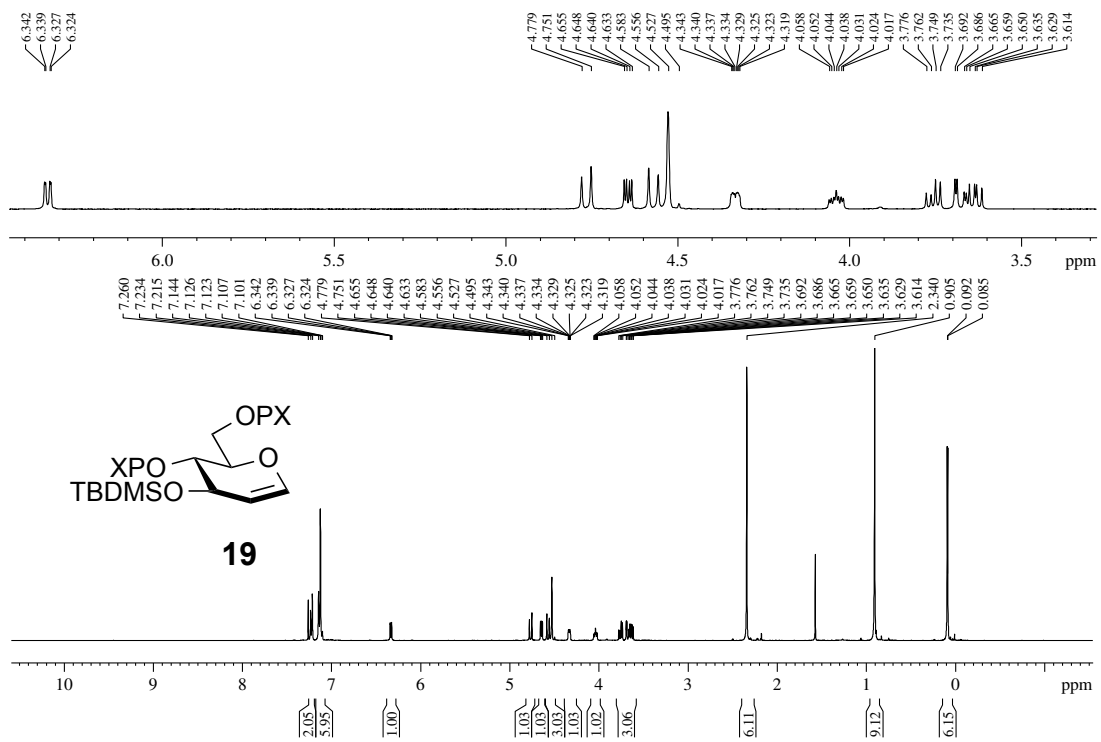 6.342 6.339 6.327 6.324 4.779 4.751 4.655 4.648 4.640 4.633 4.583 4.556 4.527 4.495 4.343 4.340 4.337 4.334 4.329 4.325 4.323 4.319 4.058 4.052 4.044 4.038 4.031 4.024 4.017 3.776 3.762 3.749 3.735 3.692 3.686 3.665 3.659 3.650 3.635 3.629 3.614
6.0 5.5 5.0 4.5 4.0 3.5 ppm
7.260 7.234 7.215 7.144 7.126 7.123 7.107 7.101 6.342 6.339 6.327 6.324 4.779 4.751 4.655 4.648 4.640 4.633 4.583 4.556 4.527 4.495 4.343 4.340 4.337 4.334 4.329 4.325 4.323 4.319 4.058 4.052 4.044 4.038 4.031 4.024 4.017 3.776 3.762 3.749 3.735 3.692 3.686 3.665 3.659 3.650 3.635 3.629 3.614 2.340 0.905 0.092 0.085
OPX
O
XPO
TBDMSO
19
10 9 8 7 6 5 4 3 2 1 0 ppm
2.05 5.95 1.00 1.03 1.03 3.03 1.03 1.02 3.06 6.11 9.12 6.15